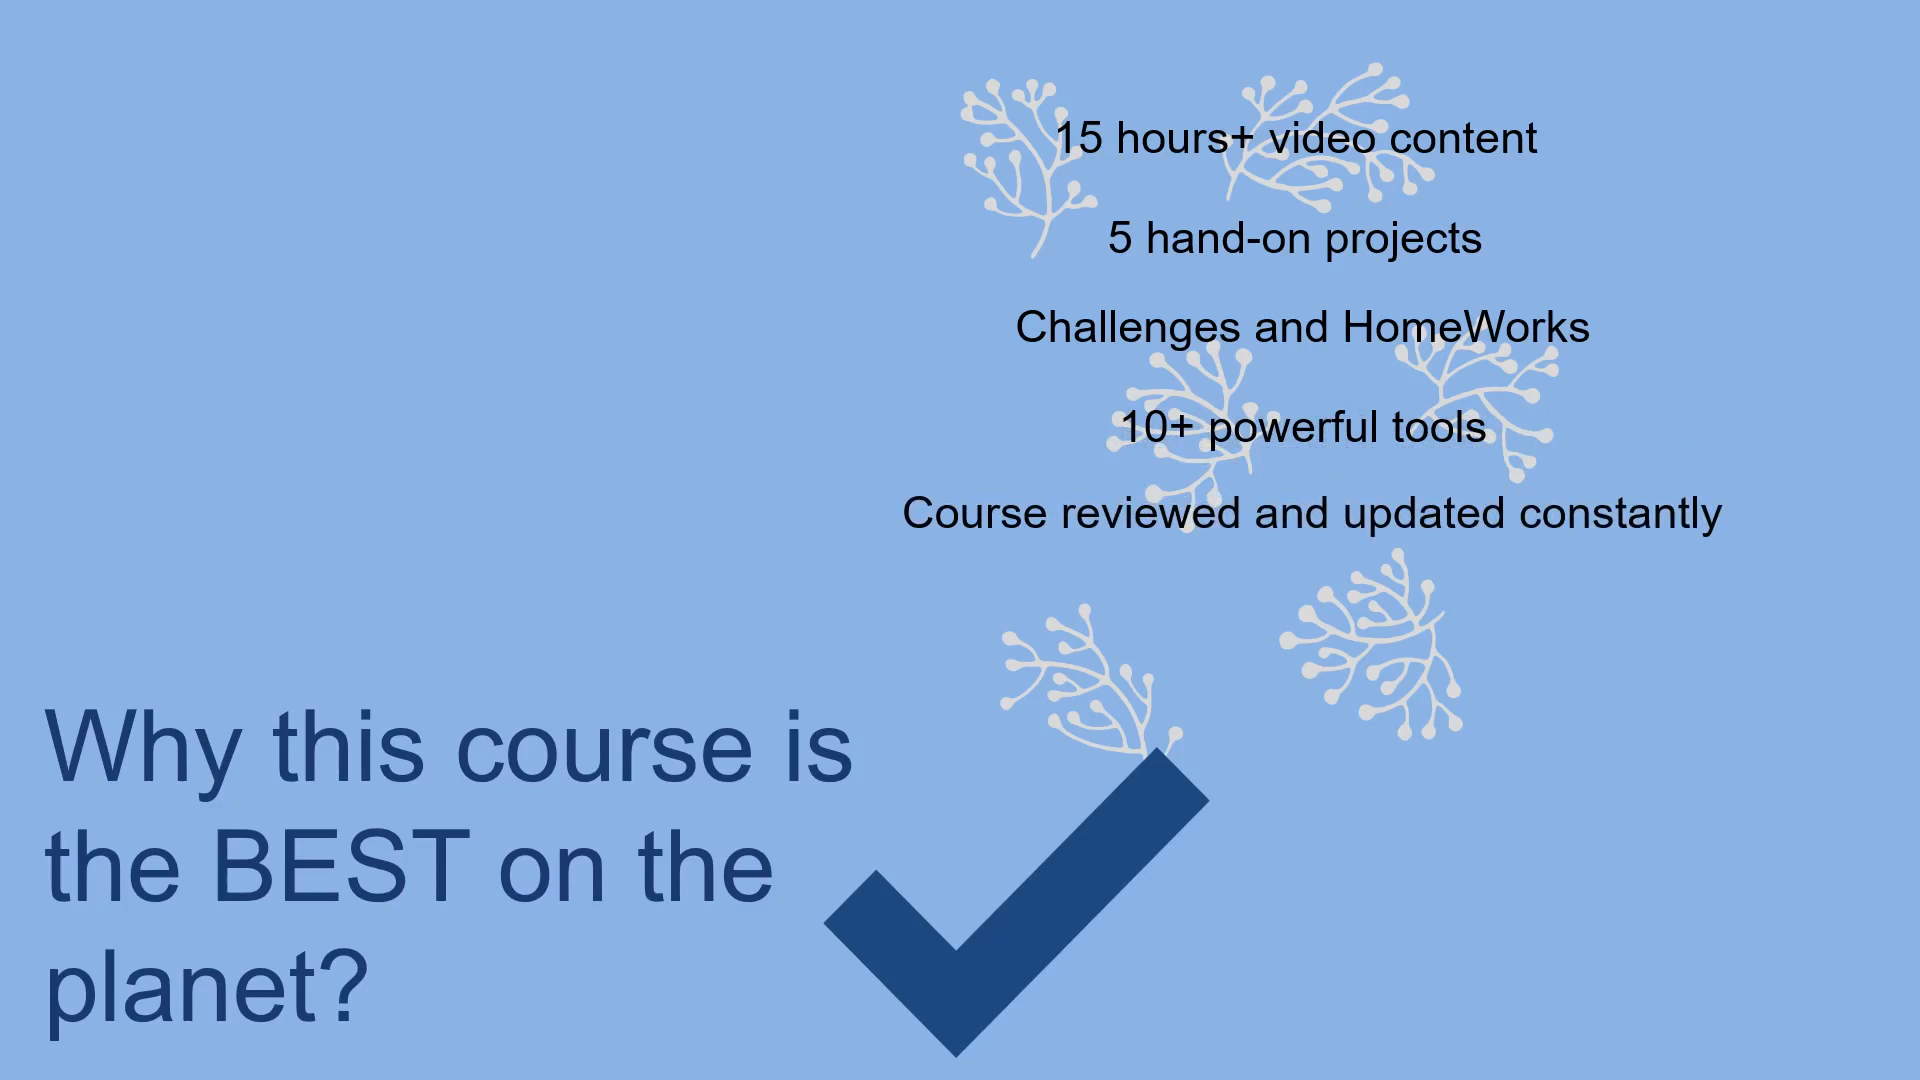 15 hours+ video content
5 hand-on projects
Challenges and HomeWorks
10+ powerful tools
Course reviewed and updated constantly
Why this course is
the BEST on the
planet?